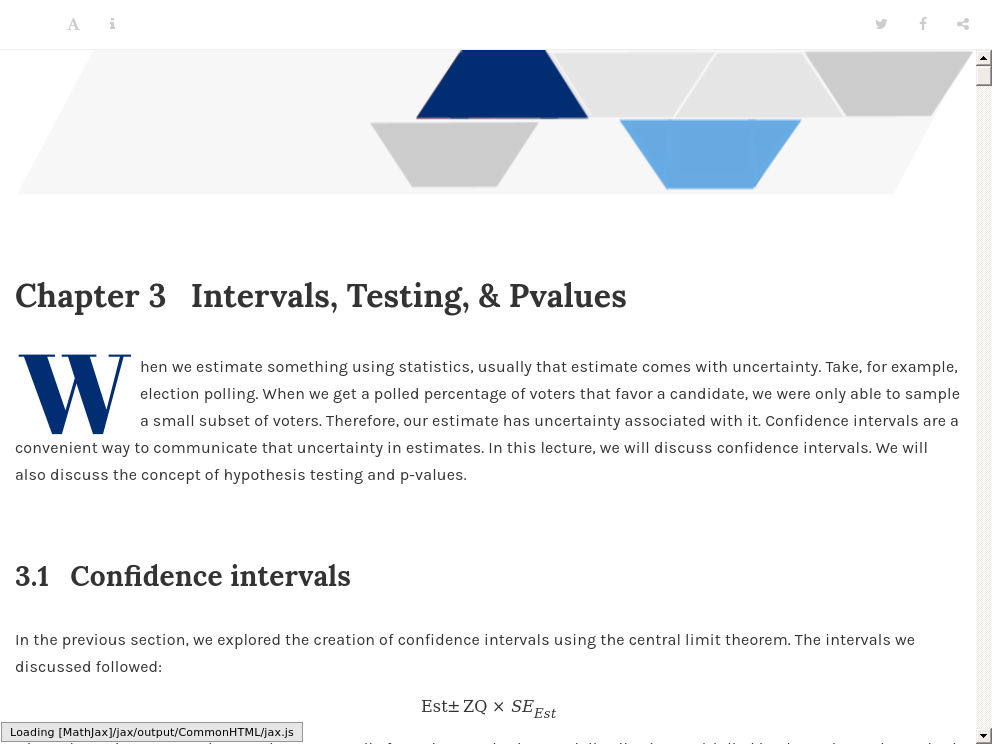 A i
Chapter 3 Intervals, Testing, & Pvalues
When we estimate something using statistics, usually that estimate comes with uncertainty. Take, for example,
election polling. When we get a polled percentage of voters that favor a candidate, we were only able to sample
a small subset of voters. Therefore, our estimate has uncertainty associated with it. Confidence intervals are a
convenient way to communicate that uncertainty in estimates. In this lecture, we will discuss confidence intervals. We will
also discuss the concept of hypothesis testing and p-values.
3.1 Confidence intervals
In the previous section, we explored the creation of confidence intervals using the central limit theorem. The intervals we
discussed followed:
Est± ZQ × SE_Est
Loading [MathJax]/jax/output/CommonHTML/jax.js